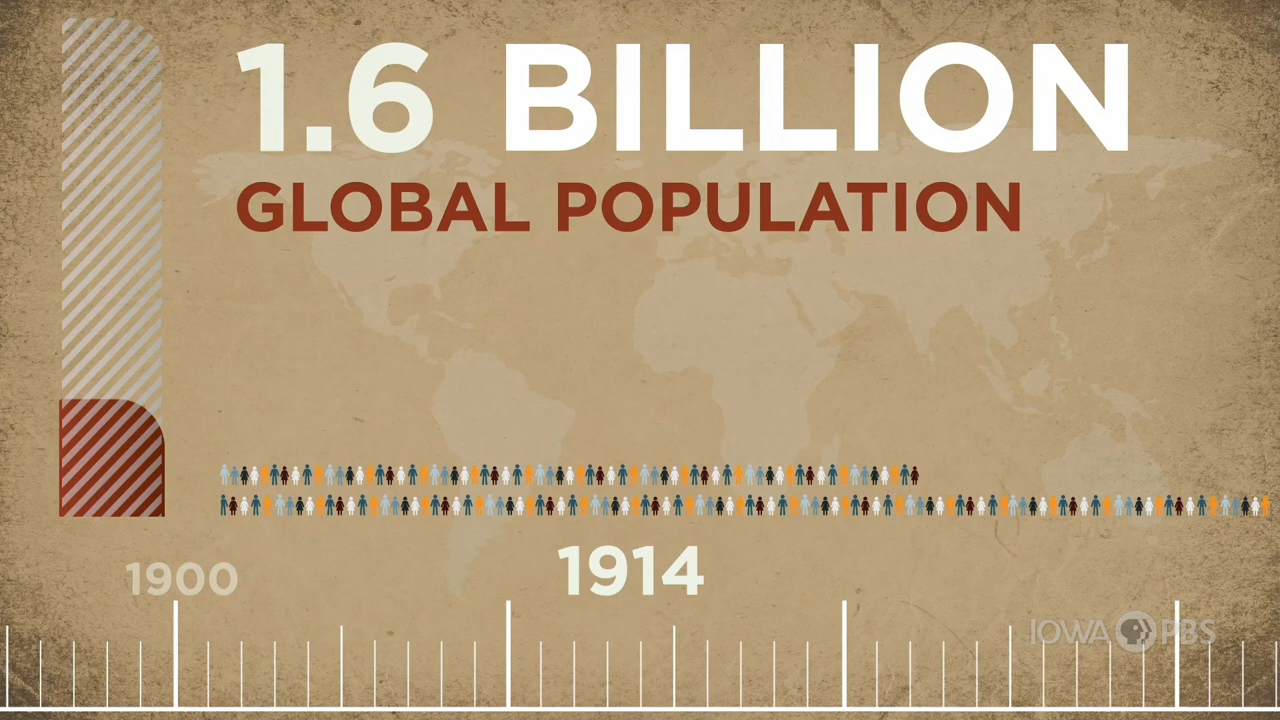 1.6 BILLION
GLOBAL POPULATION
1900
1914
IOWA PBS